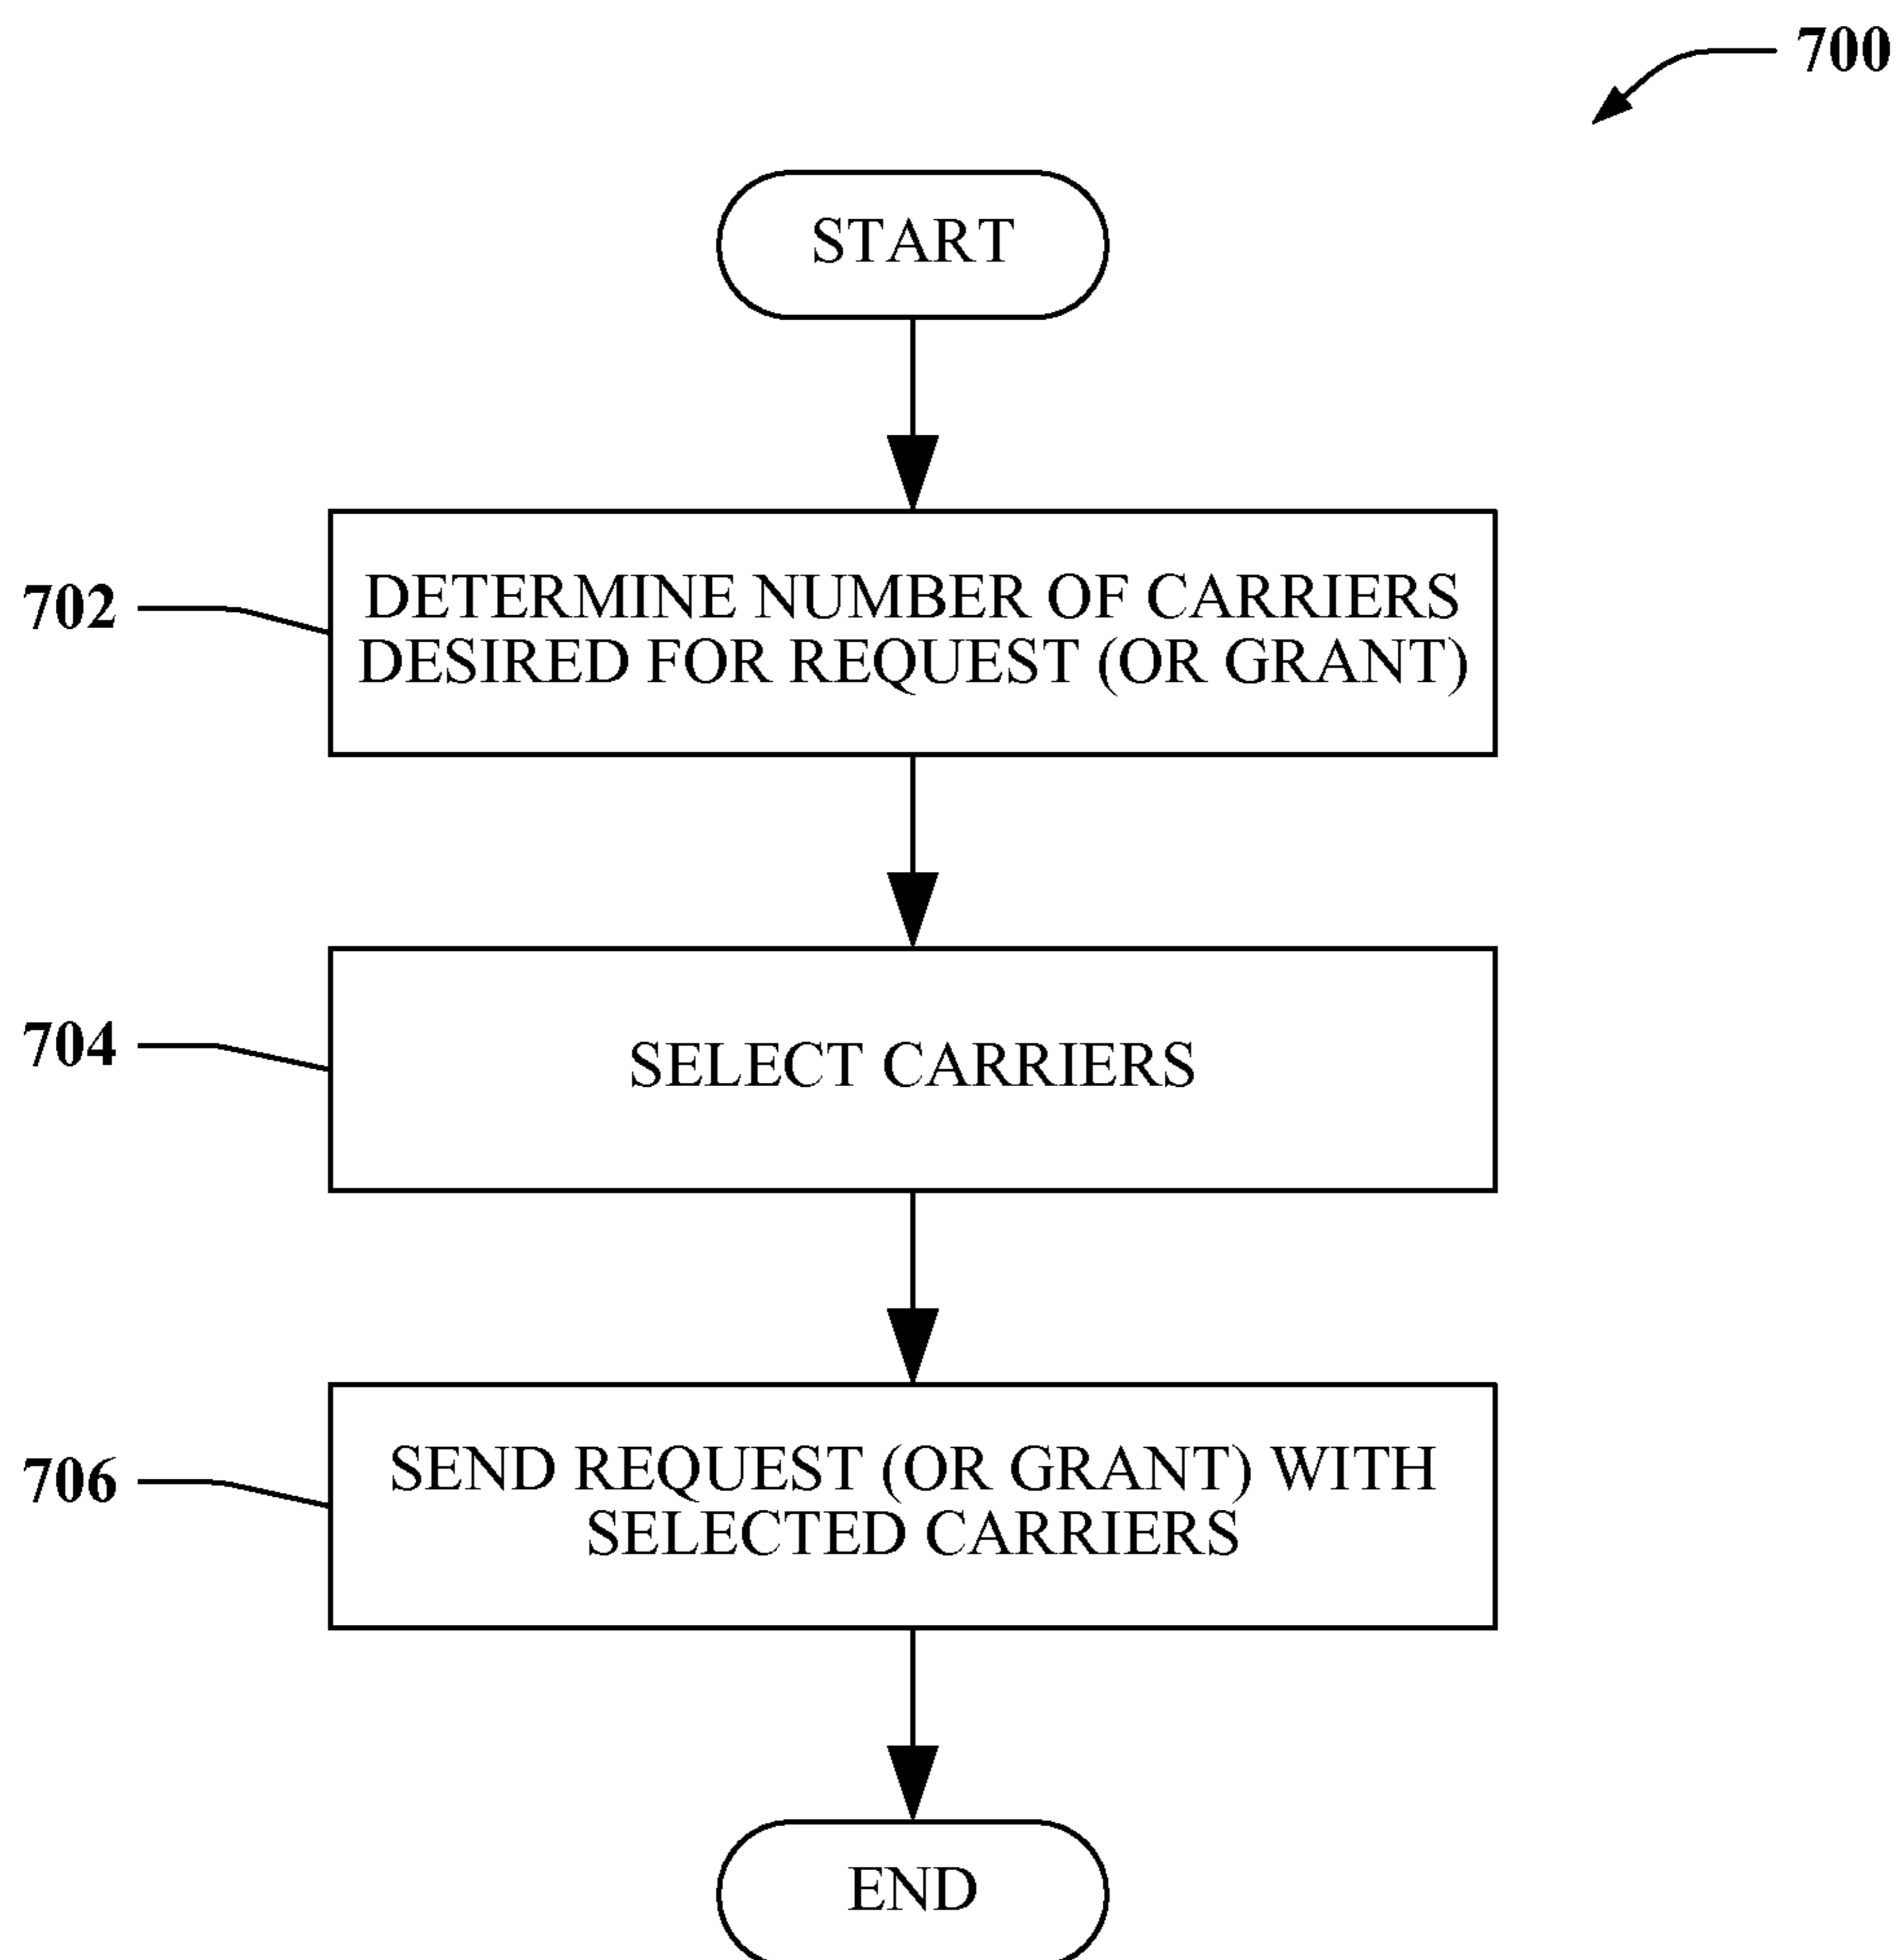 700
START
702
DETERMINE NUMBER OF CARRIERS
DESIRED FOR REQUEST (OR GRANT)
704
SELECT CARRIERS
706
SEND REQUEST (OR GRANT) WITH
SELECTED CARRIERS
END